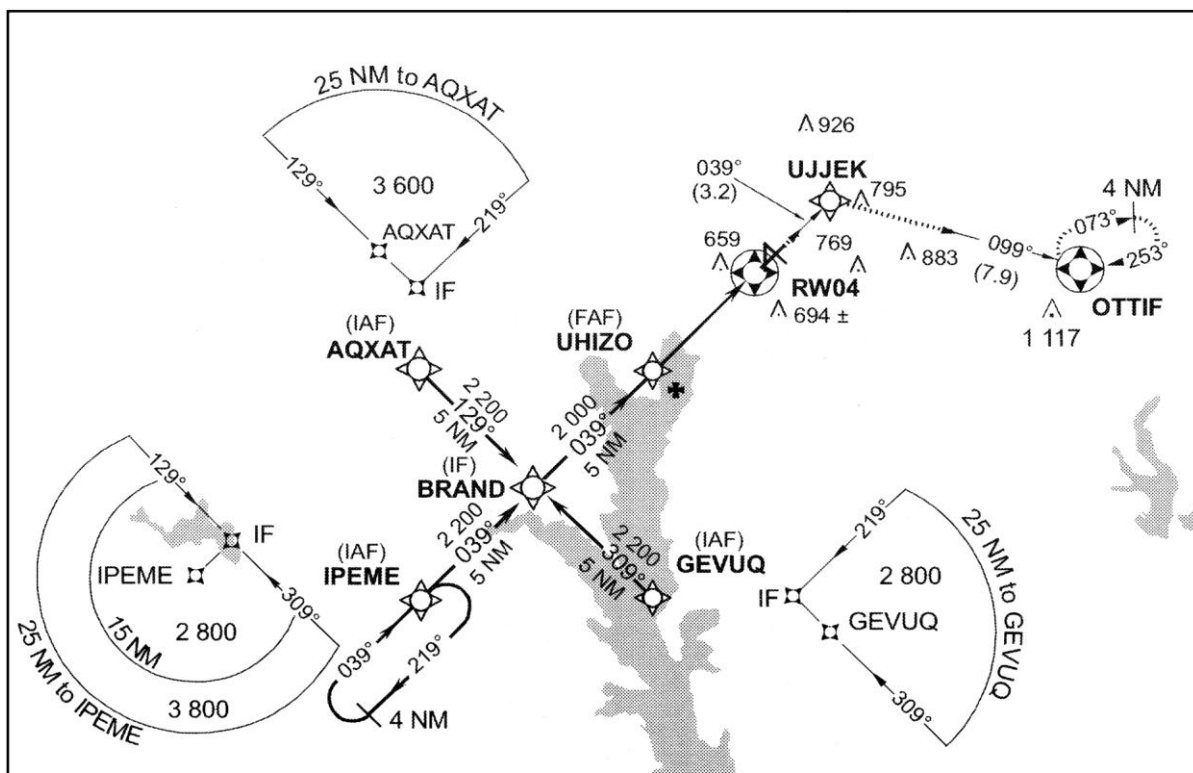 25 NM to AQXAT
129°
3 600
219°
AQXAT
IF
926
039°
(3.2)
UJJEK
795
4 NM
659
769
883
073°
099°
(7.9)
253°
RW04
694 ±
OTTIF
1 117
(FAF)
UHIZO
(IAF)
AQXAT
2 200
129°
5 NM
2 000
039°
5 NM
(IF)
BRAND
2 200
039°
5 NM
(IAF)
IPEME
2 200
309°
5 NM
(IAF)
GEVUQ
129°
IF
IPEME
309°
2 800
15 NM
3 800
25 NM to IPEME
039°
219°
4 NM
219°
2 800
IF
GEVUQ
309°
25 NM to GEVUQ